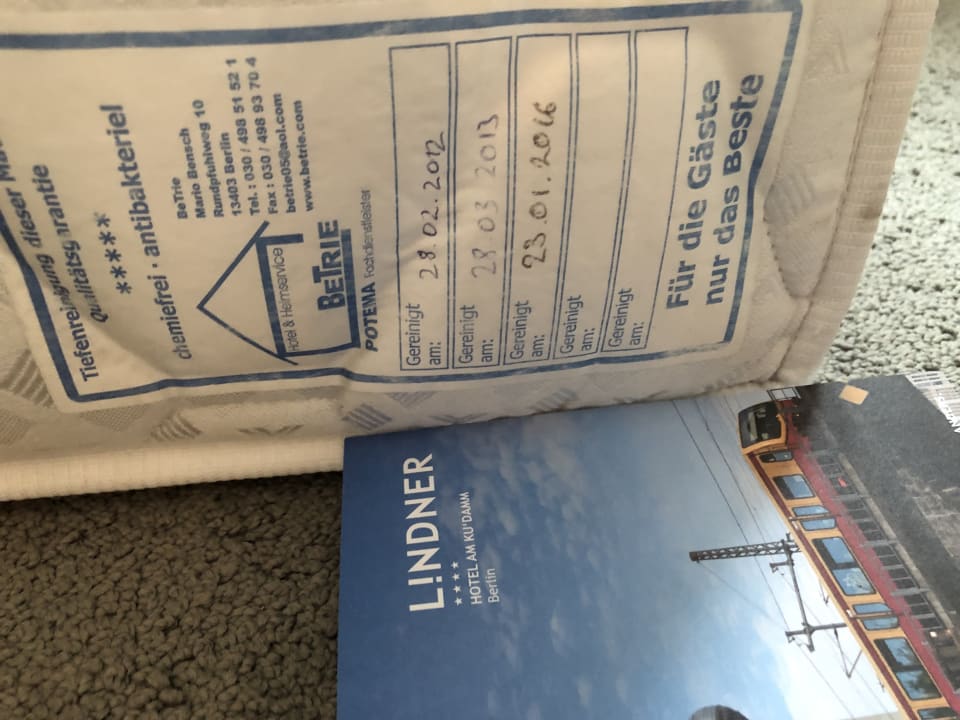 Tiefenreinigung dieser
Qualitätsgarantie
*****
chemiefrei · antibakteriel
BeTrie
Mario Bensch
Rundpfuhlweg 10
13403 Berlin
Tel. : 030 / 498 51 52 1
Fax : 030 / 498 93 70 4
betrie05@aol.com
www.betrie.com
Hotel & Heimservice
BETRIE
POTEMA Fachdienstleister
Gereinigt am: 28.02.2012
Gereinigt am: 28 03 2013
Gereinigt am: 23.01.2016
Gereinigt am:
Gereinigt am:
Für die Gäste
nur das Beste
LINDNER
★★★★
HOTEL AM KU'DAMM
Berlin